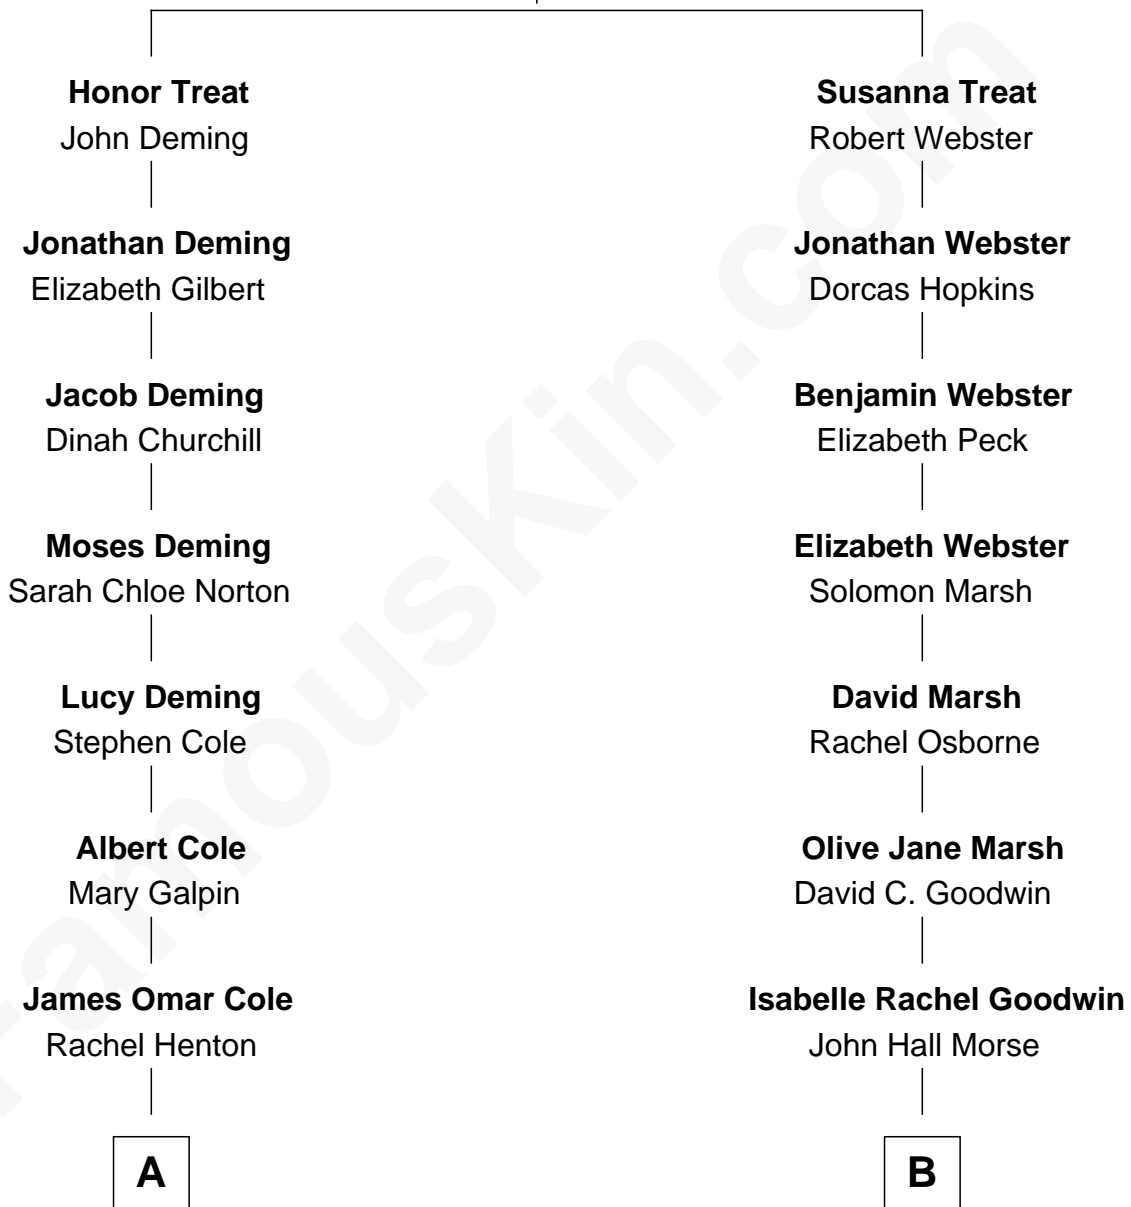 Honor Treat
John Deming
Susanna Treat
Robert Webster
Jonathan Deming
Elizabeth Gilbert
Jonathan Webster
Dorcas Hopkins
Jacob Deming
Dinah Churchill
Benjamin Webster
Elizabeth Peck
Moses Deming
Sarah Chloe Norton
Elizabeth Webster
Solomon Marsh
Lucy Deming
Stephen Cole
David Marsh
Rachel Osborne
Albert Cole
Mary Galpin
Olive Jane Marsh
David C. Goodwin
James Omar Cole
Rachel Henton
Isabelle Rachel Goodwin
John Hall Morse
A
B
FamousKin.com